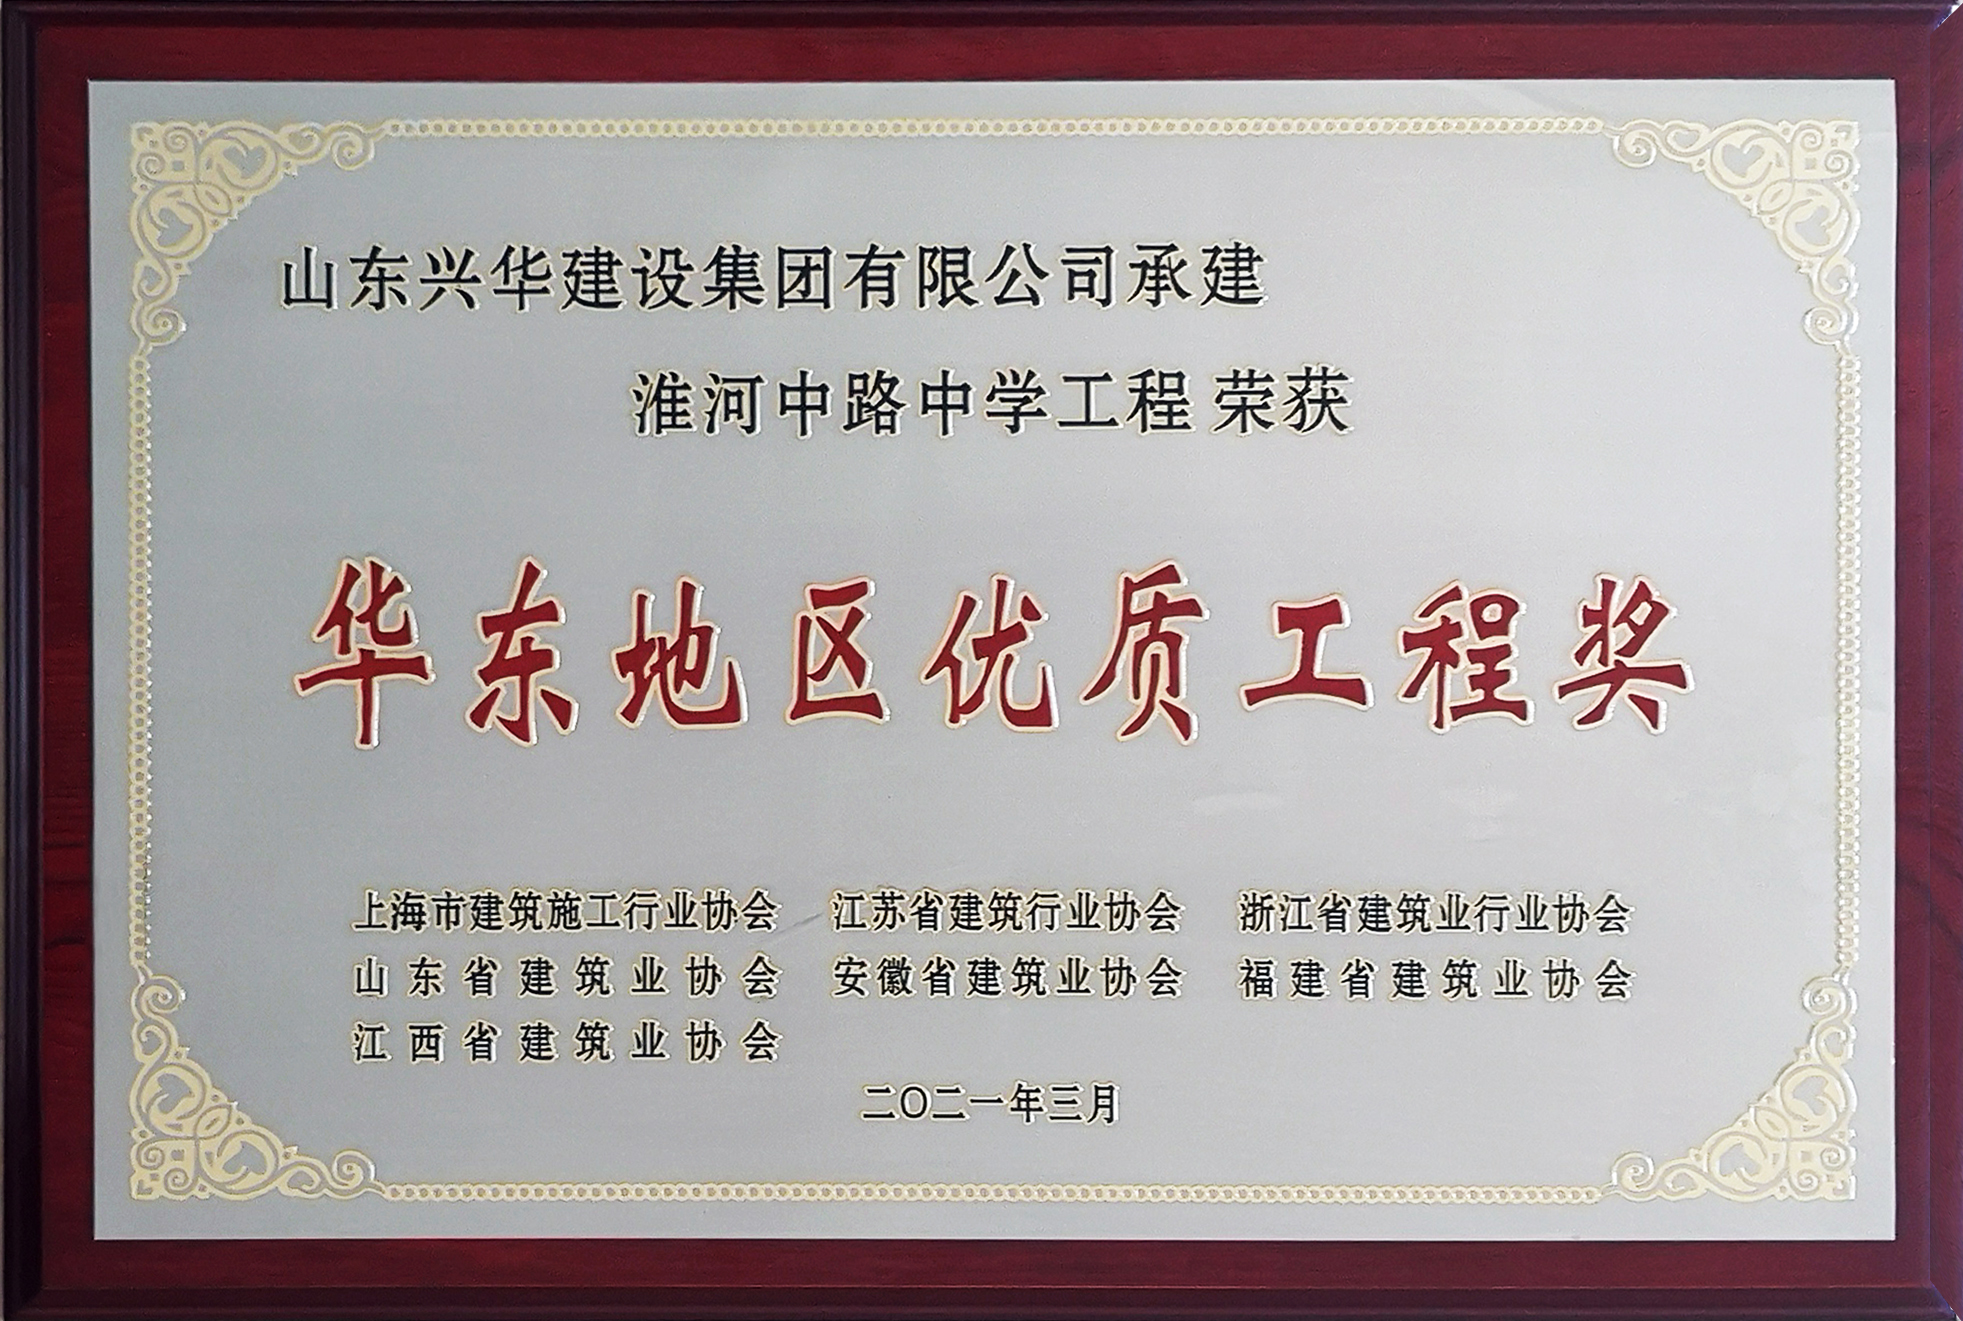 山东兴华建设集团有限公司承建
淮河中路中学工程 荣获
华东地区优质工程奖
上海市建筑施工行业协会 江苏省建筑行业协会 浙江省建筑业行业协会
山东省建筑业协会 安徽省建筑业协会 福建省建筑业协会
江西省建筑业协会
二〇二一年三月